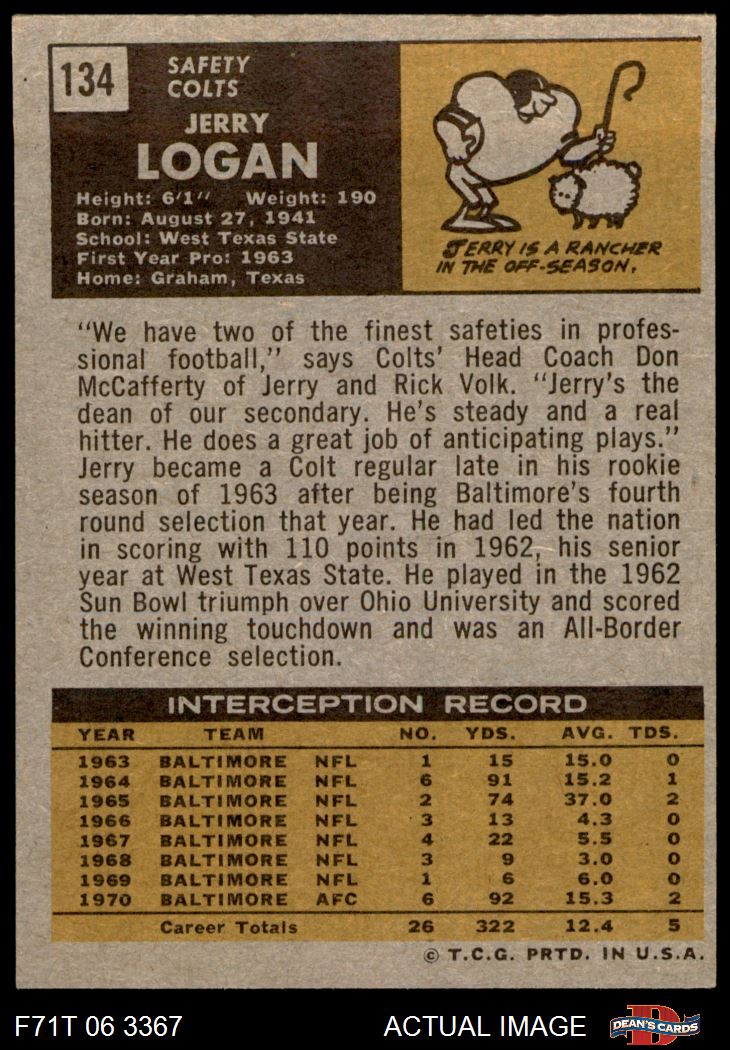 134
SAFETY
COLTS
JERRY
LOGAN
Height: 6'1" Weight: 190
Born: August 27, 1941
School: West Texas State
First Year Pro: 1963
Home: Graham, Texas
JERRY IS A RANCHER
IN THE OFF-SEASON.
"We have two of the finest safeties in profes-
sional football," says Colts' Head Coach Don
McCafferty of Jerry and Rick Volk. "Jerry's the
dean of our secondary. He's steady and a real
hitter. He does a great job of anticipating plays."
Jerry became a Colt regular late in his rookie
season of 1963 after being Baltimore's fourth
round selection that year. He had led the nation
in scoring with 110 points in 1962, his senior
year at West Texas State. He played in the 1962
Sun Bowl triumph over Ohio University and scored
the winning touchdown and was an All-Border
Conference selection.
INTERCEPTION RECORD
YEAR TEAM NO. YDS. AVG. TDS.
1963 BALTIMORE NFL 1 15 15.0 0
1964 BALTIMORE NFL 6 91 15.2 1
1965 BALTIMORE NFL 2 74 37.0 2
1966 BALTIMORE NFL 3 13 4.3 0
1967 BALTIMORE NFL 4 22 5.5 0
1968 BALTIMORE NFL 3 9 3.0 0
1969 BALTIMORE NFL 1 6 6.0 0
1970 BALTIMORE AFC 6 92 15.3 2
Career Totals 26 322 12.4 5
© T.C.G. PRTD. IN U.S.A.
F71T 06 3367 ACTUAL IMAGE D DEAN'S CARDS